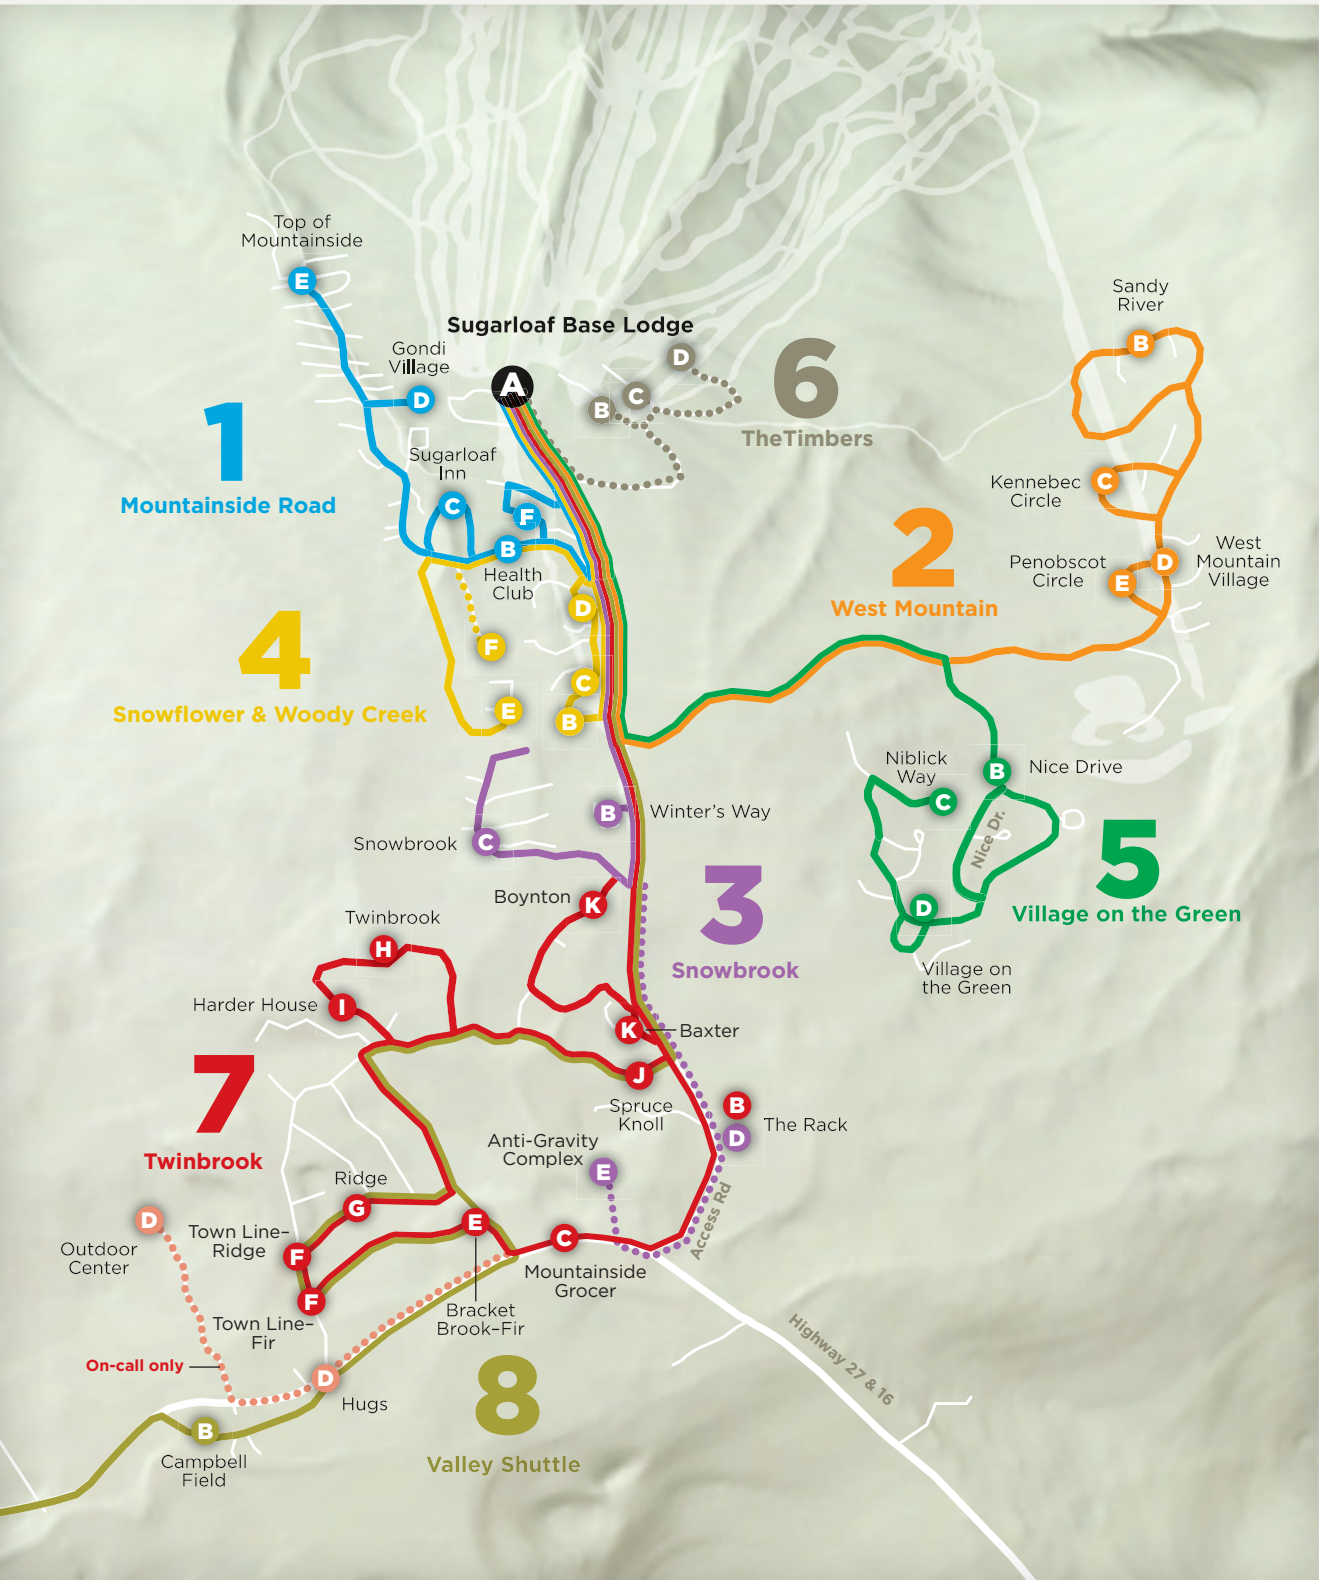 Top of
Mountainside
E
Sugarloaf Base Lodge
A
Gondi
Village
D
1
Mountainside Road
Sugarloaf
Inn
C
F
B
Health
Club
D
C
B
6
The Timbers
Sandy
River
B
Kennebec
Circle
C
2
West Mountain
Penobscot
Circle
E
D
West
Mountain
Village
4
Snowflower & Woody Creek
D
F
C
E
B
Niblick
Way
C
B
Nice Drive
Nice Dr.
D
5
Village on the Green
Village on
the Green
B
Winter's Way
Snowbrook
C
3
Snowbrook
Boynton
K
Twinbrook
H
Harder House
I
K
Baxter
J
Spruce
Knoll
7
Twinbrook
B
D
The Rack
Anti-Gravity
Complex
E
Access Rd
Ridge
G
D
Outdoor
Center
Town Line–
Ridge
F
E
C
Mountainside
Grocer
F
Town Line–
Fir
Bracket
Brook–Fir
On-call only
D
Hugs
8
Valley Shuttle
B
Campbell
Field
Highway 27 & 16